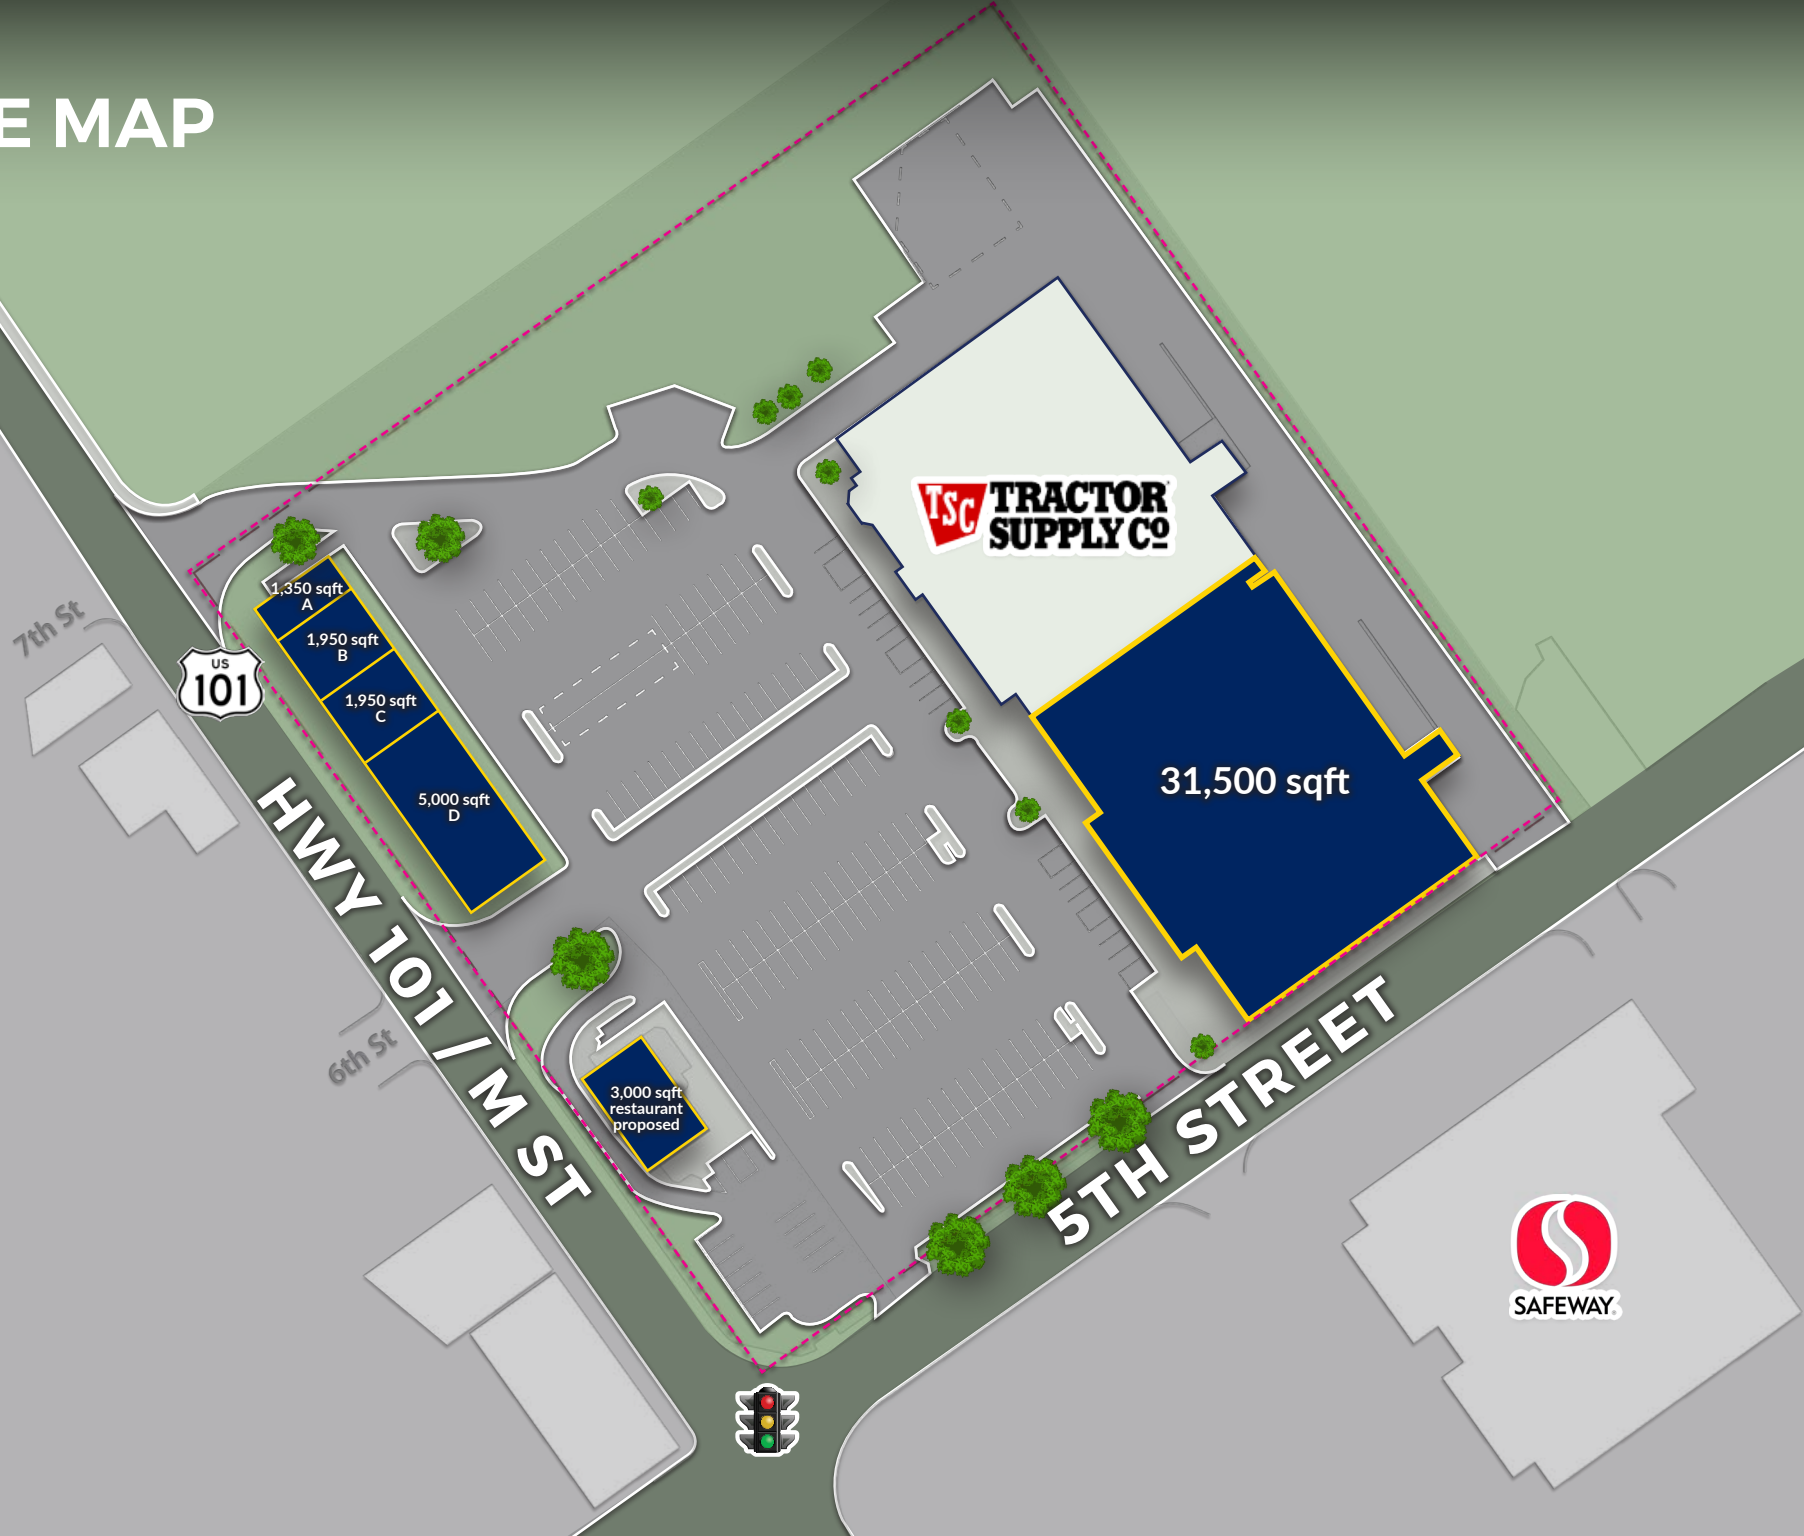 E MAP
TSC
TRACTOR
SUPPLY CO
1,350 sqft
A
1,950 sqft
B
1,950 sqft
C
5,000 sqft
D
7th St
US
101
31,500 sqft
HWY 101 / M ST
6th St
3,000 sqft
restaurant
proposed
5TH STREET
SAFEWAY